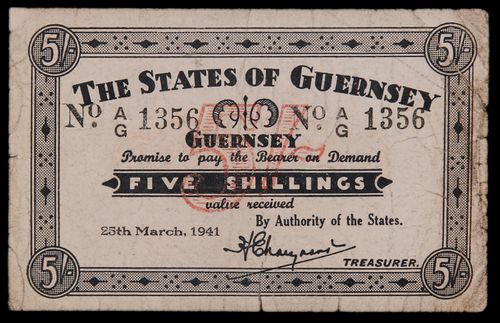 5/- 5/-
THE STATES OF GUERNSEY
No. A/G 1356 No. A/G 1356
GUERNSEY
Promise to pay the Bearer on Demand
FIVE SHILLINGS
value received
By Authority of the States.
25th March, 1941
TREASURER.
5/- 5/-